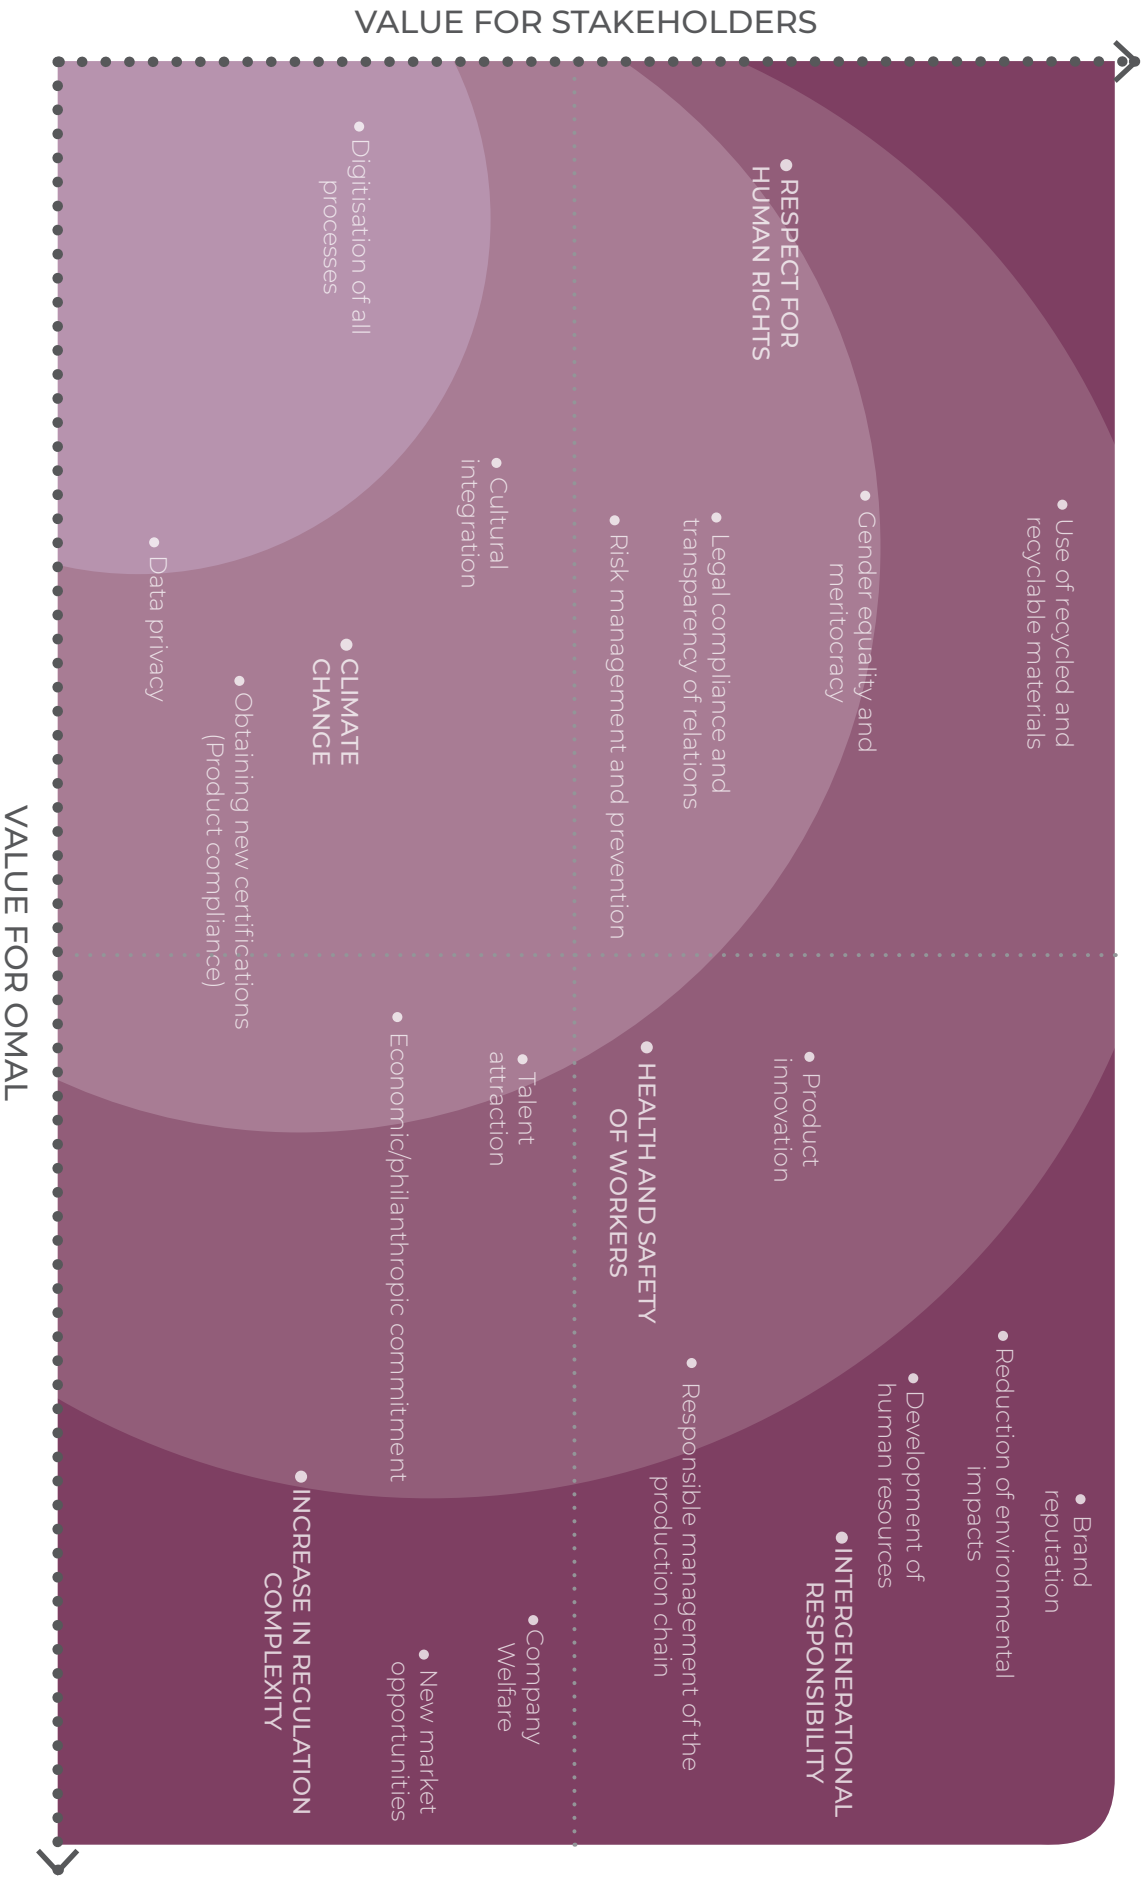 VALUE FOR STAKEHOLDERS
Digitisation of all
processes
RESPECT FOR
HUMAN RIGHTS
Cultural
integration
Use of recycled and
recyclable materials
Gender equality and
meritocracy
Legal compliance and
transparency of relations
Risk management and prevention
Data privacy
CLIMATE
CHANGE
Obtaining new certifications
(Product compliance)
Economic/philanthropic commitment
Talent
attraction
HEALTH AND SAFETY
OF WORKERS
Product
innovation
Reduction of environmental
impacts
Development of
human resources
Responsible management of the
production chain
Brand
reputation
INTERGENERATIONAL
RESPONSIBILITY
INCREASE IN REGULATION
COMPLEXITY
Company
Welfare
New market
opportunities
VALUE FOR OMAL